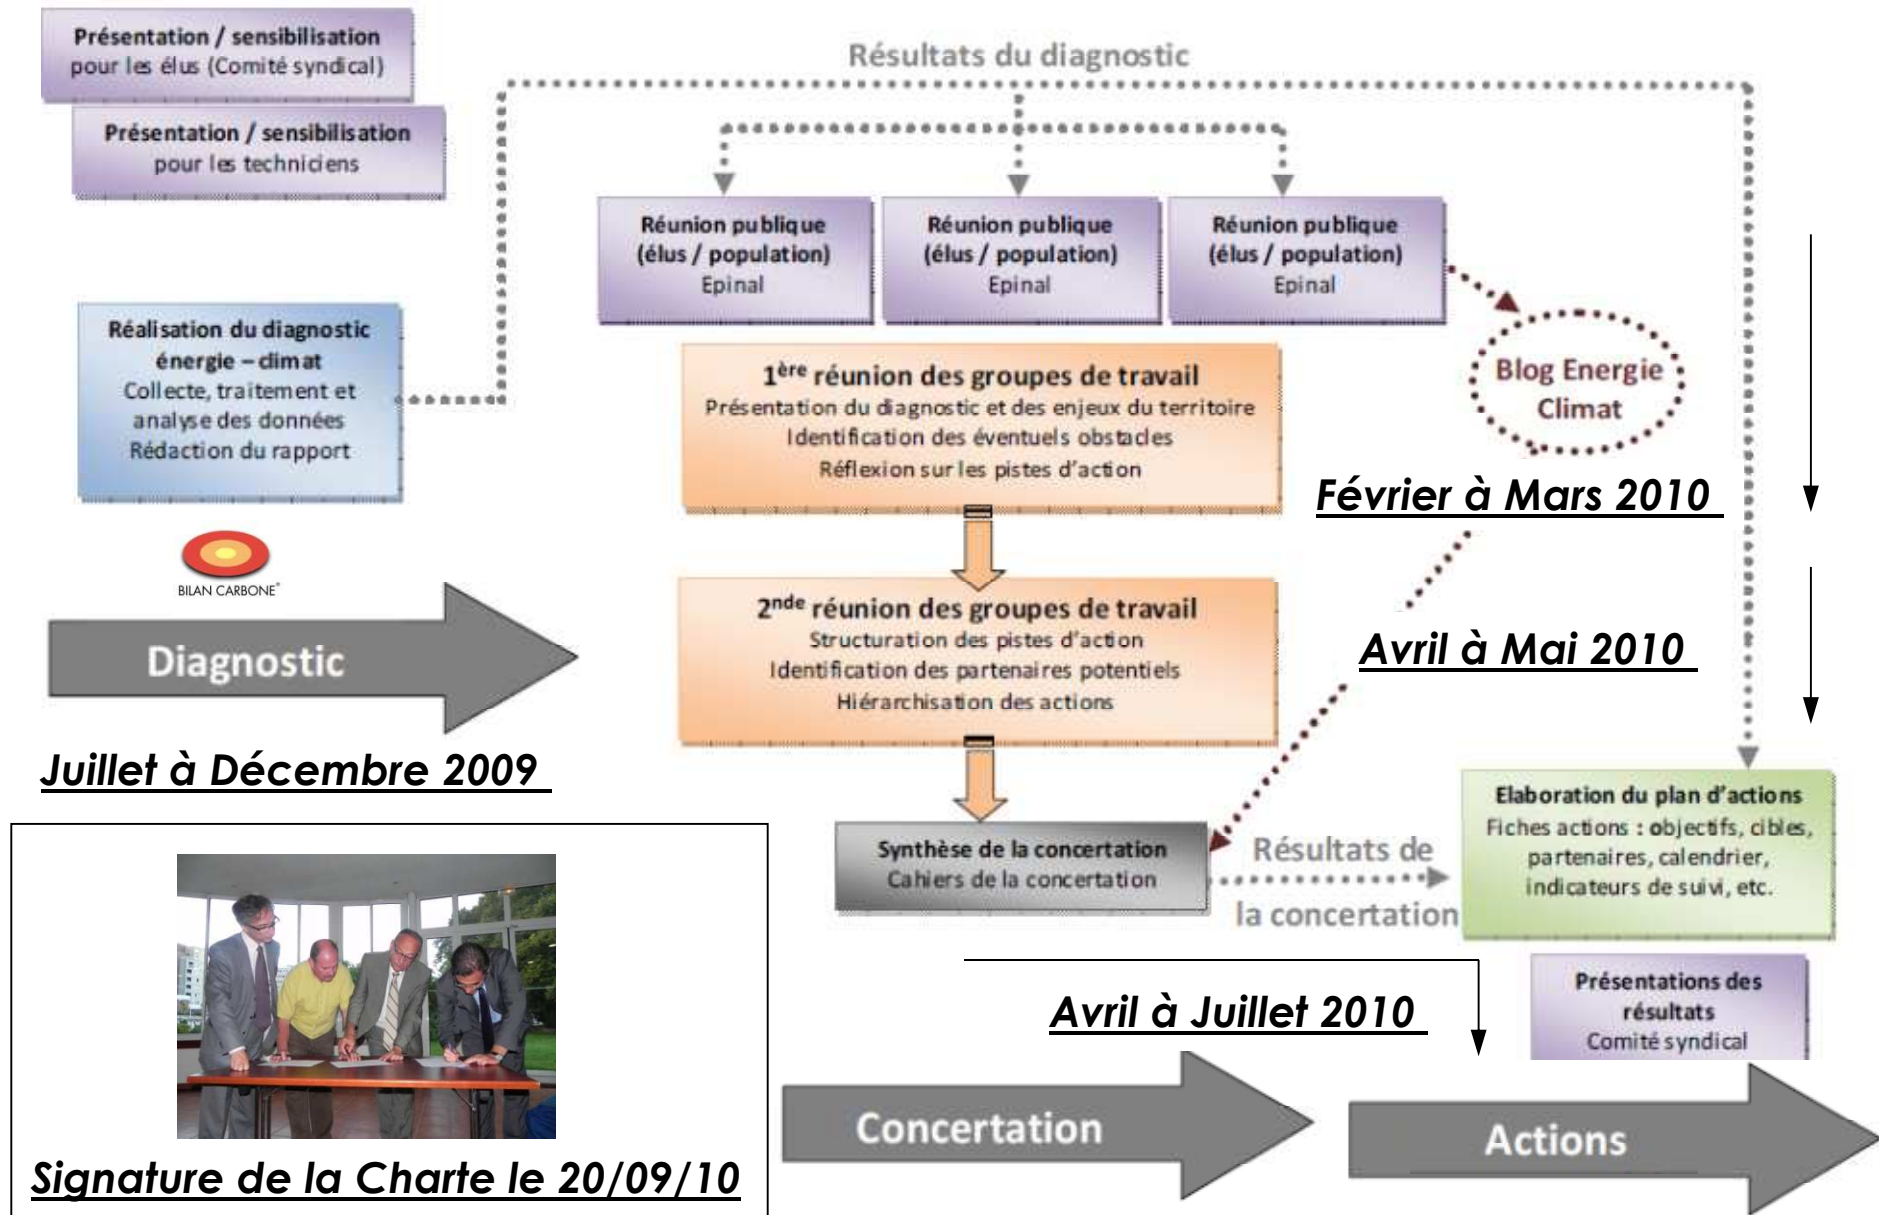 Présentation / sensibilisation
pour les élus (Comité syndical)
Présentation / sensibilisation
pour les techniciens
Résultats du diagnostic
Réunion publique
(élus / population)
Epinal
Réunion publique
(élus / population)
Epinal
Réunion publique
(élus / population)
Epinal
Réalisation du diagnostic
énergie – climat
Collecte, traitement et
analyse des données
Rédaction du rapport
BILAN CARBONE®
Diagnostic
Juillet à Décembre 2009
1ère réunion des groupes de travail
Présentation du diagnostic et des enjeux du territoire
Identification des éventuels obstacles
Réflexion sur les pistes d'action
Blog Energie
Climat
Février à Mars 2010
2nde réunion des groupes de travail
Structuration des pistes d'action
Identification des partenaires potentiels
Hiérarchisation des actions
Avril à Mai 2010
Synthèse de la concertation
Cahiers de la concertation
Résultats de
la concertation
Elaboration du plan d'actions
Fiches actions : objectifs, cibles,
partenaires, calendrier,
indicateurs de suivi, etc.
Avril à Juillet 2010
Présentations des
résultats
Comité syndical
Concertation
Actions
Signature de la Charte le 20/09/10